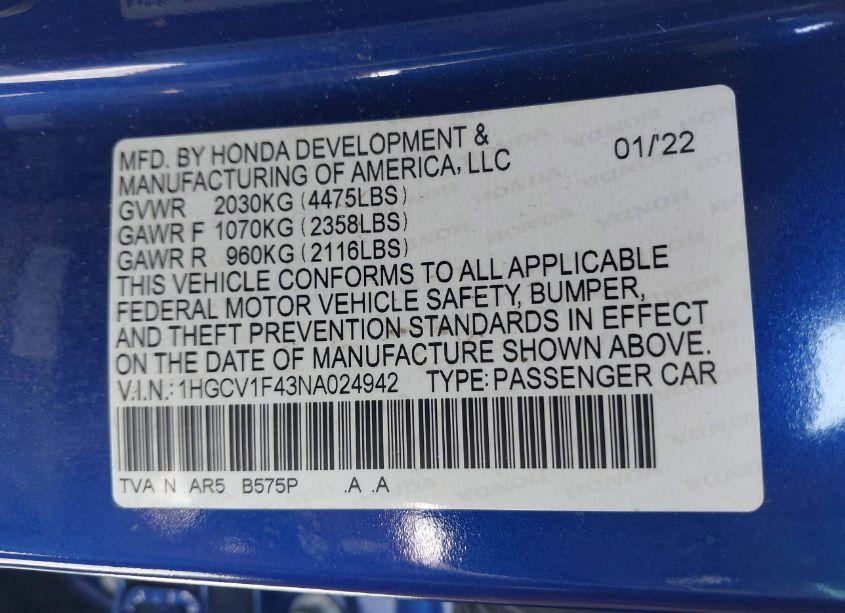 MFD. BY HONDA DEVELOPMENT &
MANUFACTURING OF AMERICA, LLC 01/'22
GVWR 2030KG (4475LBS)
GAWR F 1070KG (2358LBS)
GAWR R 960KG (2116LBS)
THIS VEHICLE CONFORMS TO ALL APPLICABLE
FEDERAL MOTOR VEHICLE SAFETY, BUMPER,
AND THEFT PREVENTION STANDARDS IN EFFECT
ON THE DATE OF MANUFACTURE SHOWN ABOVE.
V.I.N.: 1HGCV1F43NA024942 TYPE: PASSENGER CAR
TVA N AR5 B575P .A .A